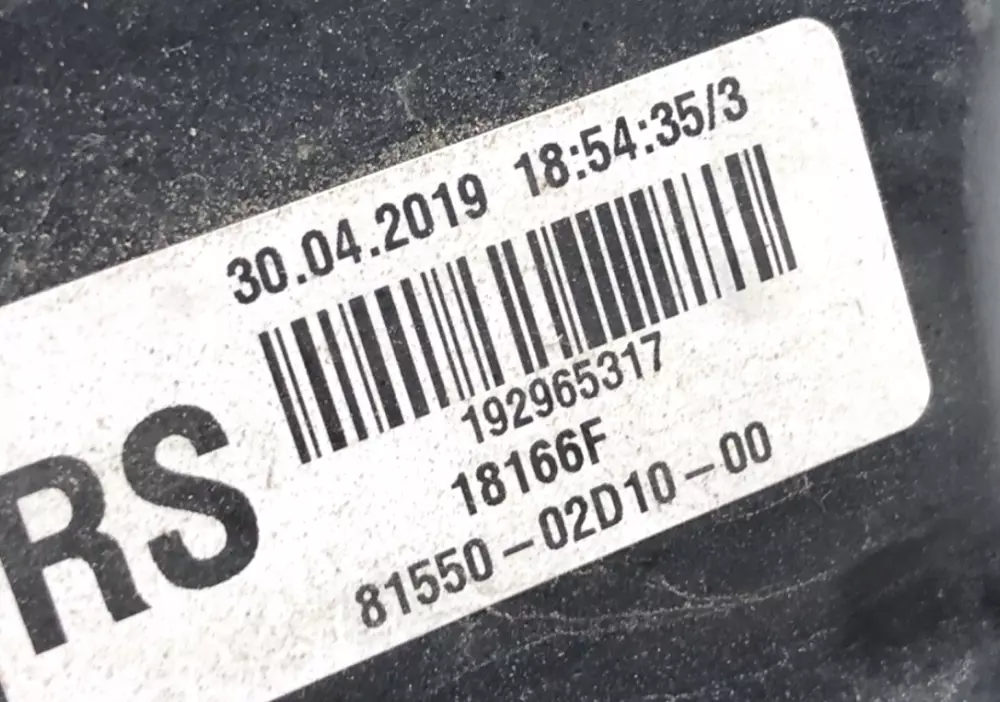 30.04.2019 18:54:35/3
192965317
RS
18166F
81550-02D10-00